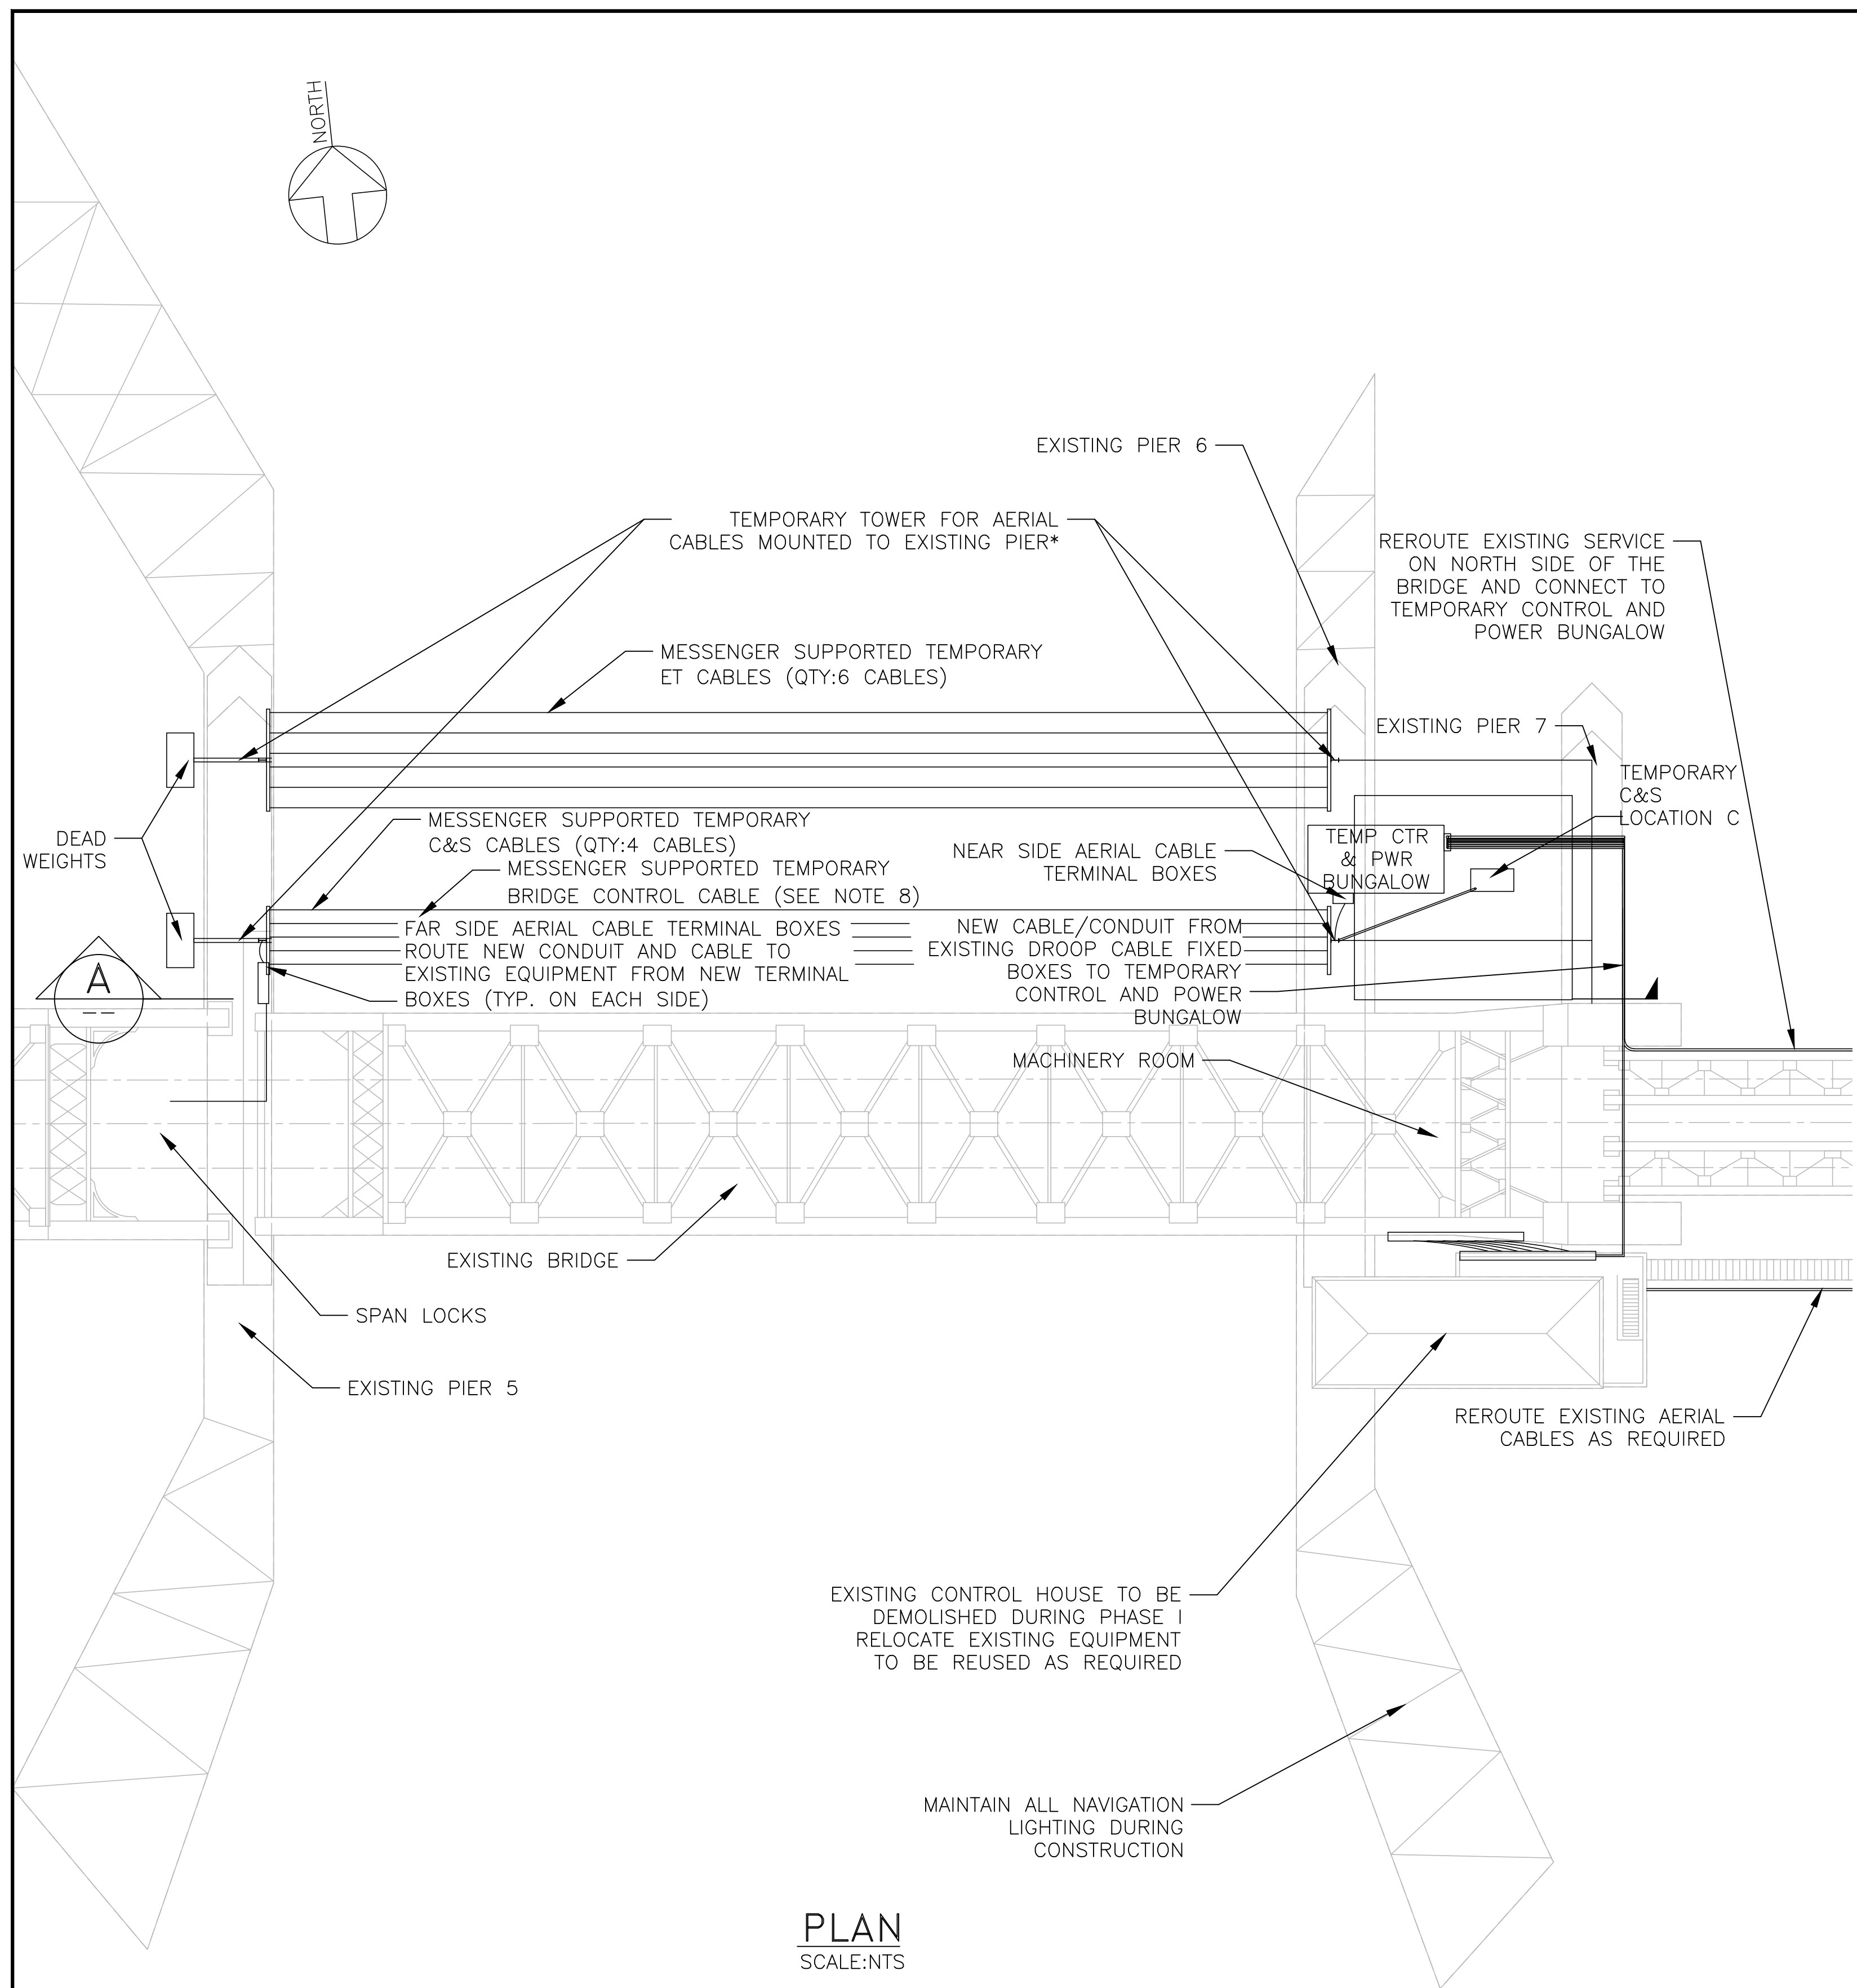 NORTH
EXISTING PIER 6
TEMPORARY TOWER FOR AERIAL
CABLES MOUNTED TO EXISTING PIER*
REROUTE EXISTING SERVICE
ON NORTH SIDE OF THE
BRIDGE AND CONNECT TO
TEMPORARY CONTROL AND
POWER BUNGALOW
MESSENGER SUPPORTED TEMPORARY
ET CABLES (QTY:6 CABLES)
EXISTING PIER 7
TEMPORARY
C&S
LOCATION C
DEAD
WEIGHTS
MESSENGER SUPPORTED TEMPORARY
C&S CABLES (QTY:4 CABLES)
MESSENGER SUPPORTED TEMPORARY
BRIDGE CONTROL CABLE (SEE NOTE 8)
NEAR SIDE AERIAL CABLE
TERMINAL BOXES
TEMP CTR
& PWR
BUNGALOW
FAR SIDE AERIAL CABLE TERMINAL BOXES
ROUTE NEW CONDUIT AND CABLE TO
EXISTING EQUIPMENT FROM NEW TERMINAL
BOXES (TYP. ON EACH SIDE)
NEW CABLE/CONDUIT FROM
EXISTING DROOP CABLE FIXED
BOXES TO TEMPORARY
CONTROL AND POWER
BUNGALOW
A
--
MACHINERY ROOM
EXISTING BRIDGE
SPAN LOCKS
EXISTING PIER 5
REROUTE EXISTING AERIAL
CABLES AS REQUIRED
EXISTING CONTROL HOUSE TO BE
DEMOLISHED DURING PHASE I
RELOCATE EXISTING EQUIPMENT
TO BE REUSED AS REQUIRED
MAINTAIN ALL NAVIGATION
LIGHTING DURING
CONSTRUCTION
PLAN
SCALE:NTS